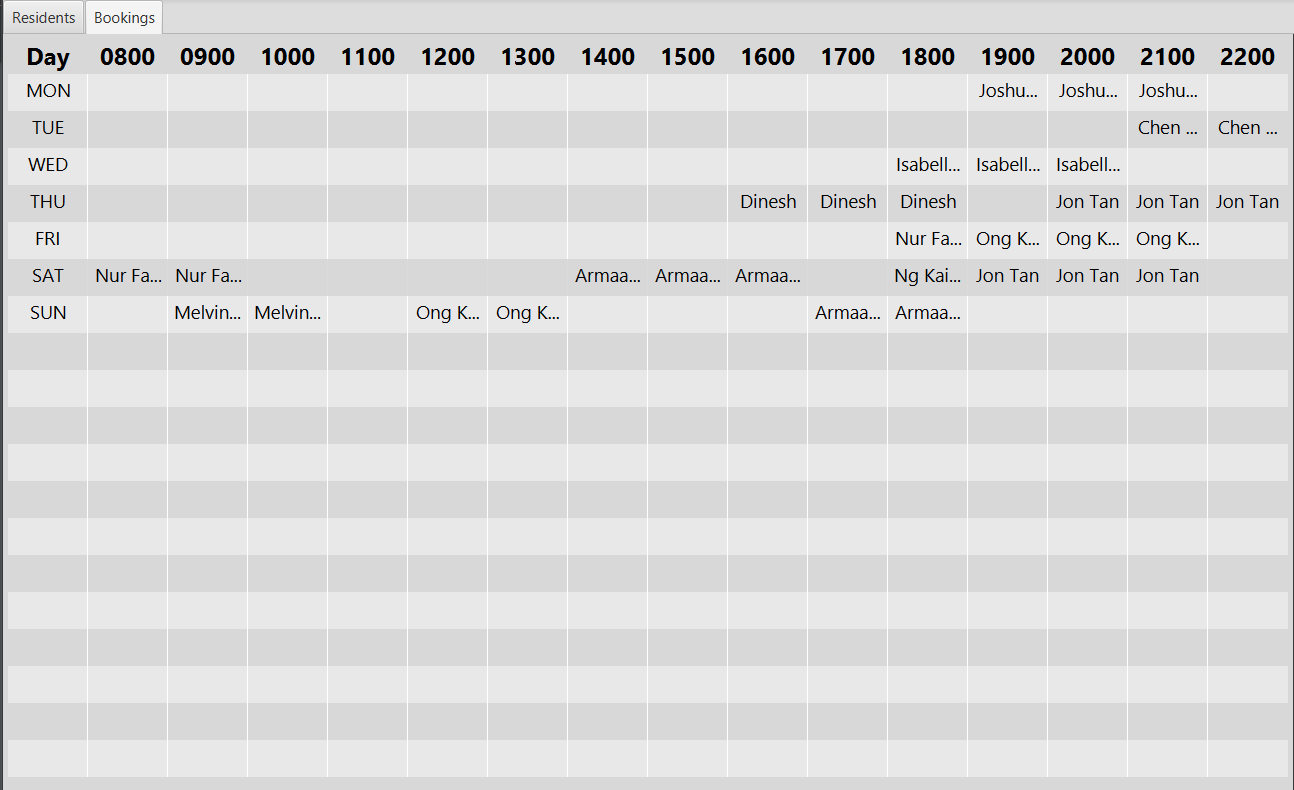 Residents Bookings
Day 0800 0900 1000 1100 1200 1300 1400 1500 1600 1700 1800 1900 2000 2100 2200
MON Joshu... Joshu... Joshu...
TUE Chen ... Chen ...
WED Isabell... Isabell... Isabell...
THU Dinesh Dinesh Dinesh Jon Tan Jon Tan Jon Tan
FRI Nur Fa... Ong K... Ong K... Ong K...
SAT Nur Fa... Nur Fa... Armaa... Armaa... Armaa... Ng Kai... Jon Tan Jon Tan Jon Tan
SUN Melvin... Melvin... Ong K... Ong K... Armaa... Armaa...